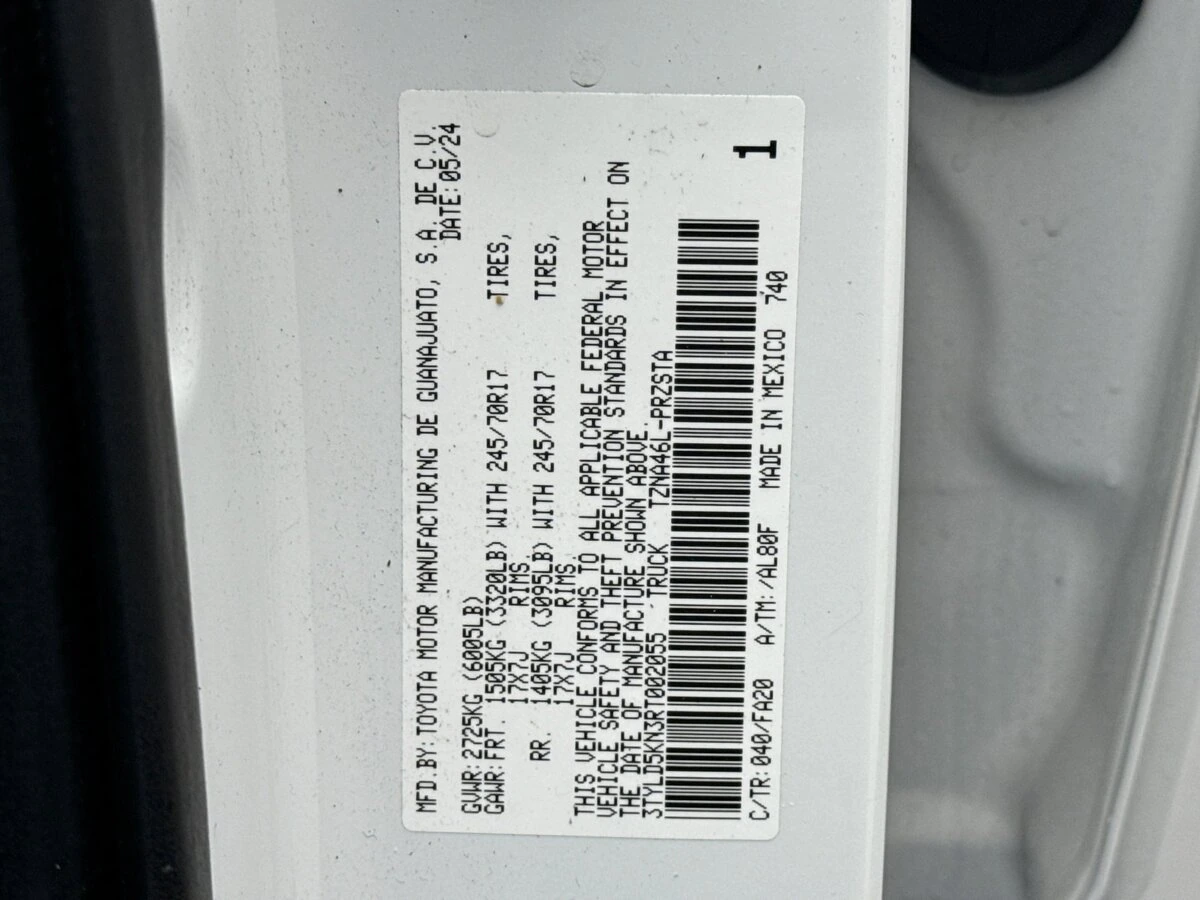 MFD.BY:TOYOTA MOTOR MANUFACTURING DE GUANAJUATO, S.A. DE C.V.
DATE:05/24
GVWR:2725KG (6005LB)
GAWR:FRT. 1505KG (3320LB) WITH 245/70R17 TIRES,
17X7J RIMS.
RR. 1405KG (3095LB) WITH 245/70R17 TIRES,
17X7J RIMS.
THIS VEHICLE CONFORMS TO ALL APPLICABLE FEDERAL MOTOR
VEHICLE SAFETY AND THEFT PREVENTION STANDARDS IN EFFECT ON
THE DATE OF MANUFACTURE SHOWN ABOVE.
3TYLD5KN3RT002055 TRUCK TZNA46L-PRZSTA
C/TR:040/FA20 A/TM:/AL80F MADE IN MEXICO 740
1